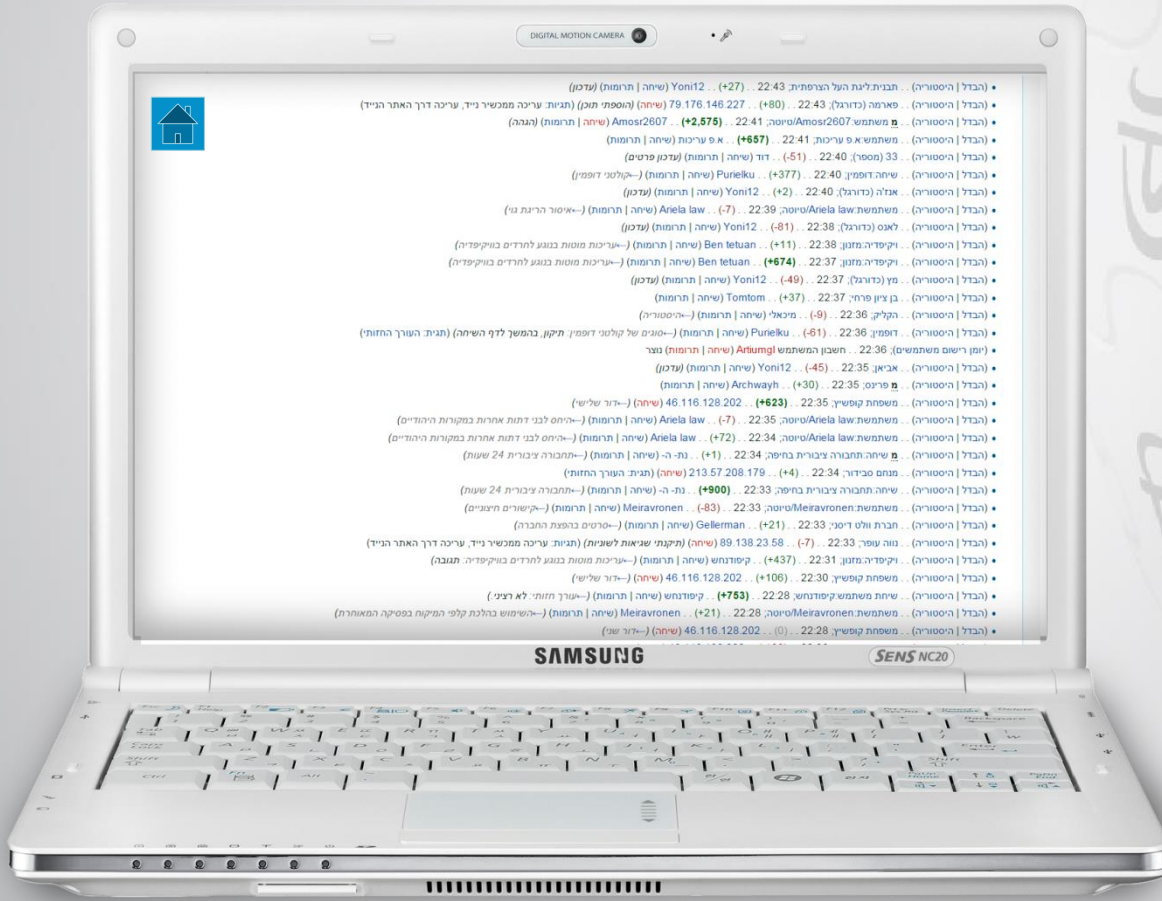 DIGITAL MOTION CAMERA
(הבדל | היסטוריה) . . תבנית:ליגת העל הצרפתית; 22:43 . . (+27) . . Yoni12 (שיחה | תרומות) (עדכון)
(הבדל | היסטוריה) . . פארמה (כדורגל); 22:43 . . (+80) . . 79.176.146.227 (שיחה) (הוספתי תוכן) (תגיות: עריכה ממכשיר נייד, עריכה דרך האתר הנייד)
(הבדל | היסטוריה) . . מ משתמש:Amosr2607/טיוטה; 22:41 . . (+2,575) . . Amosr2607 (שיחה | תרומות) (הגהה)
(הבדל | היסטוריה) . . משתמש:א.פ עריכות; 22:41 . . (+657) . . א.פ עריכות (שיחה | תרומות)
(הבדל | היסטוריה) . . 33 (מספר); 22:40 . . (-51) . . דוד (שיחה | תרומות) (עדכון פרטים)
(הבדל | היסטוריה) . . שיחה:דופמין; 22:40 . . (+377) . . Purielku (שיחה | תרומות) (←קולטני דופמין)
(הבדל | היסטוריה) . . אנז'ה (כדורגל); 22:40 . . (+2) . . Yoni12 (שיחה | תרומות) (עדכון)
(הבדל | היסטוריה) . . משתמשת:Ariela law/טיוטה; 22:39 . . (-7) . . Ariela law (שיחה | תרומות) (←איסור הריגת גוי)
(הבדל | היסטוריה) . . לאנס (כדורגל); 22:38 . . (-81) . . Yoni12 (שיחה | תרומות) (עדכון)
(הבדל | היסטוריה) . . ויקיפדיה:מזנון; 22:38 . . (+11) . . Ben tetuan (שיחה | תרומות) (←עריכות מוטות בנוגע לחרדים בוויקיפדיה)
(הבדל | היסטוריה) . . ויקיפדיה:מזנון; 22:37 . . (+674) . . Ben tetuan (שיחה | תרומות) (←עריכות מוטות בנוגע לחרדים בוויקיפדיה)
(הבדל | היסטוריה) . . מץ (כדורגל); 22:37 . . (-49) . . Yoni12 (שיחה | תרומות) (עדכון)
(הבדל | היסטוריה) . . בן ציון פרחי; 22:37 . . (+37) . . Tomtom (שיחה | תרומות)
(הבדל | היסטוריה) . . הקליק; 22:36 . . (-9) . . מיכאלי (שיחה | תרומות) (←היסטוריה)
(הבדל | היסטוריה) . . דופמין; 22:36 . . (-61) . . Purielku (שיחה | תרומות) (←סוגים של קולטני דופמין: תיקון, בהמשך לדף השיחה) (תגית: העורך החזותי)
(יומן רישום משתמשים); 22:36 . . חשבון המשתמש Artiumgl (שיחה | תרומות) נוצר
(הבדל | היסטוריה) . . אביאן; 22:35 . . (-45) . . Yoni12 (שיחה | תרומות) (עדכון)
(הבדל | היסטוריה) . . מ פרינס; 22:35 . . (+30) . . Archwayh (שיחה | תרומות)
(הבדל | היסטוריה) . . משפחת קופשיץ; 22:35 . . (+623) . . 46.116.128.202 (שיחה) (←דור שלישי)
(הבדל | היסטוריה) . . משתמשת:Ariela law/טיוטה; 22:35 . . (-7) . . Ariela law (שיחה | תרומות) (←היחס לבני דתות אחרות במקורות היהודיים)
(הבדל | היסטוריה) . . משתמשת:Ariela law/טיוטה; 22:34 . . (+72) . . Ariela law (שיחה | תרומות) (←היחס לבני דתות אחרות במקורות היהודיים)
(הבדל | היסטוריה) . . מ שיחה:תחבורה ציבורית בחיפה; 22:34 . . (+1) . . נת- ה- (שיחה | תרומות) (←תחבורה ציבורית 24 שעות)
(הבדל | היסטוריה) . . מנחם סבידור; 22:34 . . (+4) . . 213.57.208.179 (שיחה) (תגית: העורך החזותי)
(הבדל | היסטוריה) . . שיחה:תחבורה ציבורית בחיפה; 22:33 . . (+900) . . נת- ה- (שיחה | תרומות) (←תחבורה ציבורית 24 שעות)
(הבדל | היסטוריה) . . משתמשת:Meiravronen/טיוטה; 22:33 . . (-83) . . Meiravronen (שיחה | תרומות) (←קישורים חיצוניים)
(הבדל | היסטוריה) . . חברת וולט דיסני; 22:33 . . (+21) . . Gellerman (שיחה | תרומות) (←סרטים בהפצת החברה)
(הבדל | היסטוריה) . . נווה עופר; 22:33 . . (-7) . . 89.138.23.58 (שיחה) (תיקנתי שגיאות לשוניות) (תגיות: עריכה ממכשיר נייד, עריכה דרך האתר הנייד)
(הבדל | היסטוריה) . . ויקיפדיה:מזנון; 22:31 . . (+437) . . קיפודנחש (שיחה | תרומות) (←עריכות מוטות בנוגע לחרדים בוויקיפדיה: תגובה)
(הבדל | היסטוריה) . . משפחת קופשיץ; 22:30 . . (+106) . . 46.116.128.202 (שיחה) (←דור שלישי)
(הבדל | היסטוריה) . . שיחת משתמש:קיפודנחש; 22:28 . . (+753) . . קיפודנחש (שיחה | תרומות) (←עורך חזותי: לא רציני.)
(הבדל | היסטוריה) . . משתמשת:Meiravronen/טיוטה; 22:28 . . (+21) . . Meiravronen (שיחה | תרומות) (←השימוש בהלכת קלפי המיקוח בפסיקה המאוחרת)
(הבדל | היסטוריה) . . משפחת קופשיץ; 22:28 . . (0) . . 46.116.128.202 (שיחה) (←דור שני)
SAMSUNG
SENS NC20